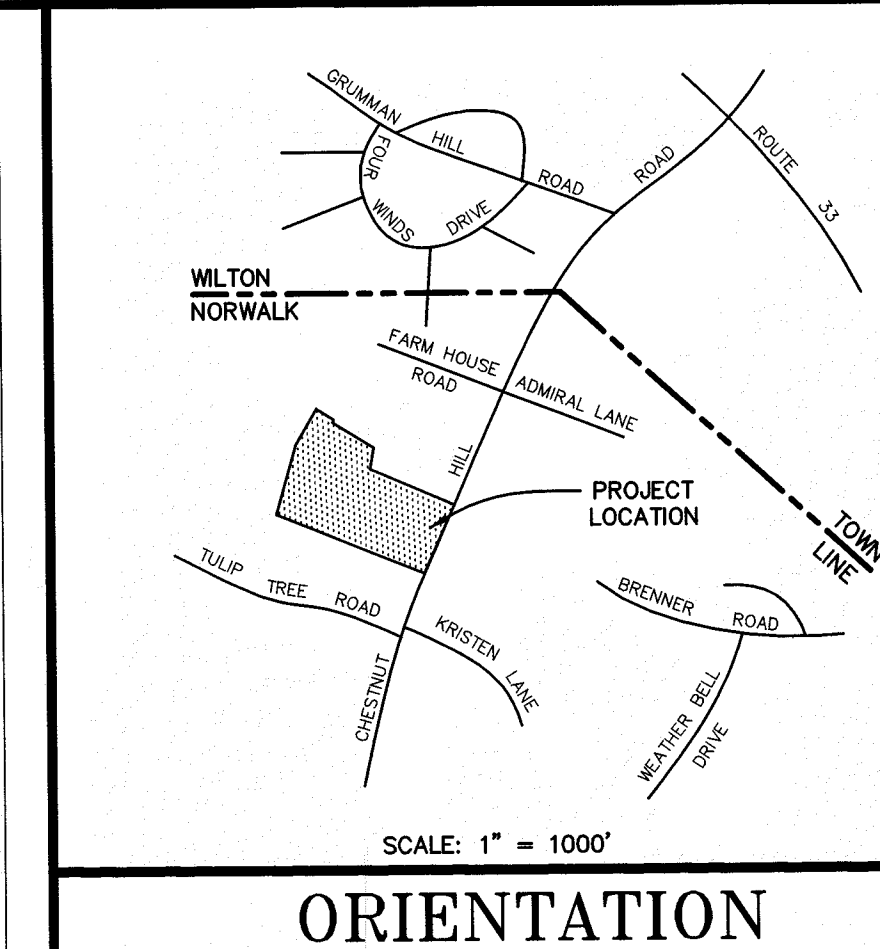 GRUMMAN HILL ROAD
FOUR WINDS DRIVE
ROUTE 33
WILTON
NORWALK
FARM HOUSE
ROAD
ADMIRAL LANE
CHESTNUT HILL ROAD
PROJECT
LOCATION
TOWN
LINE
TULIP TREE ROAD
KRISTEN LANE
BRENNER ROAD
WEATHER BELL
DRIVE
SCALE: 1" = 1000'
ORIENTATION